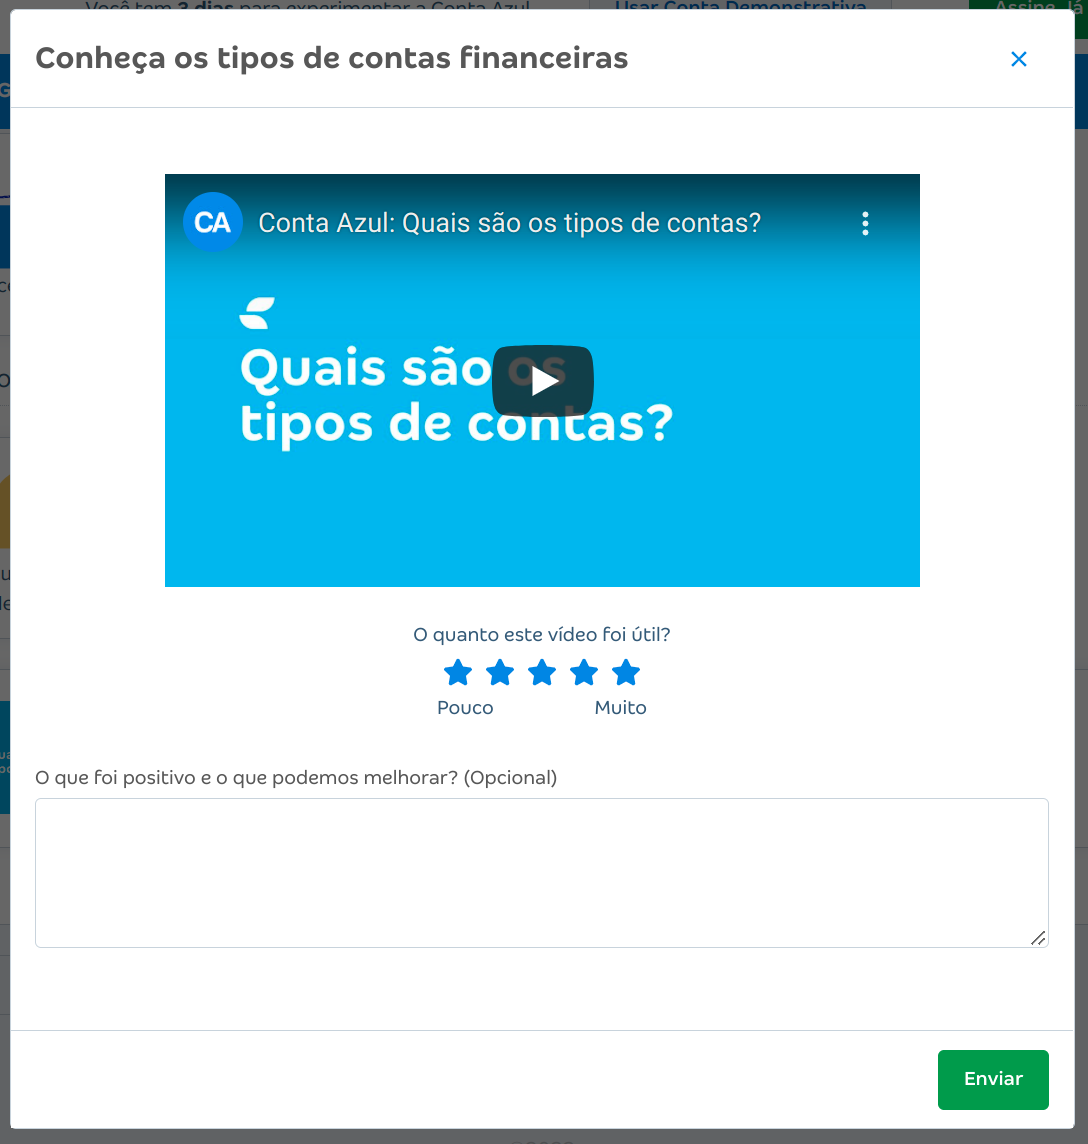 Você tem 3 dias para experimentar a Conta Azul
Usar Conta Demonstrativa
Assine Já
Conheça os tipos de contas financeiras
CA
Conta Azul: Quais são os tipos de contas?
Quais são os
tipos de contas?
O quanto este vídeo foi útil?
Pouco
Muito
O que foi positivo e o que podemos melhorar? (Opcional)
Enviar